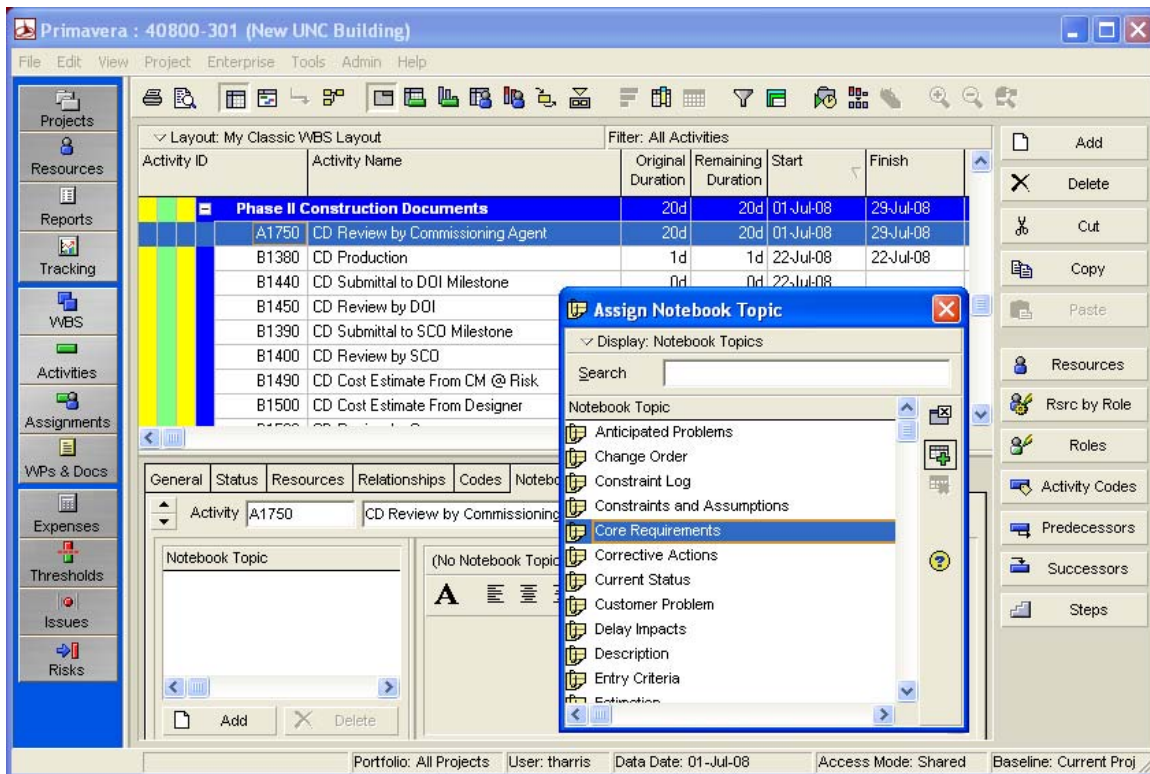 Primavera : 40800-301 (New UNC Building)
File Edit View Project Enterprise Tools Admin Help
Projects
Resources
Reports
Tracking
WBS
Activities
Assignments
WPs & Docs
Expenses
Thresholds
Issues
Risks
Layout: My Classic WBS Layout Filter: All Activities
Activity ID Activity Name Original Duration Remaining Duration Start Finish
Phase II Construction Documents 20d 20d 01-Jul-08 29-Jul-08
A1750 CD Review by Commissioning Agent 20d 20d 01-Jul-08 29-Jul-08
B1380 CD Production 1d 1d 22-Jul-08 22-Jul-08
B1440 CD Submittal to DOI Milestone 0d 0d 22-Jul-08
B1450 CD Review by DOI
B1390 CD Submittal to SCO Milestone
B1400 CD Review by SCO
B1490 CD Cost Estimate From CM @ Risk
B1500 CD Cost Estimate From Designer
General Status Resources Relationships Codes
Activity A1750 CD Review by Commissioning
Notebook Topic
(No Notebook Topic
A
Add Delete
Assign Notebook Topic
Display: Notebook Topics
Search
Notebook Topic
Anticipated Problems
Change Order
Constraint Log
Constraints and Assumptions
Core Requirements
Corrective Actions
Current Status
Customer Problem
Delay Impacts
Description
Entry Criteria
Add
Delete
Cut
Copy
Paste
Resources
Rsrc by Role
Roles
Activity Codes
Predecessors
Successors
Steps
Portfolio: All Projects User: tharris Data Date: 01-Jul-08 Access Mode: Shared Baseline: Current Proj